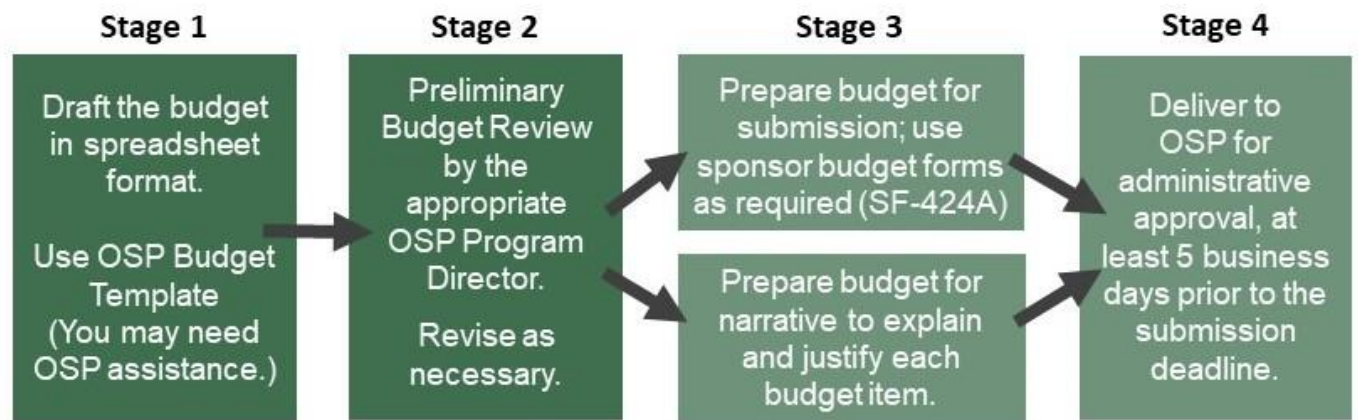 Stage 1
Draft the budget
in spreadsheet
format.
Use OSP Budget
Template
(You may need
OSP assistance.)
Stage 2
Preliminary
Budget Review
by the
appropriate
OSP Program
Director.
Revise as
necessary.
Stage 3
Prepare budget for
submission; use
sponsor budget forms
as required (SF-424A)
Prepare budget for
narrative to explain
and justify each
budget item.
Stage 4
Deliver to
OSP for
administrative
approval, at
least 5 business
days prior to the
submission
deadline.